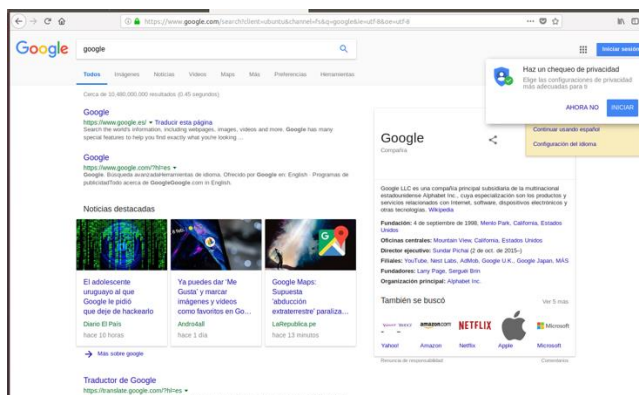 https://www.google.com/search?client=ubuntu&channel=fs&q=google&ie=utf-8&oe=utf-8
Google
google
Iniciar sesión
Todos Imágenes Noticias Vídeos Maps Más Preferencias Herramientas
Cerca de 10,480,000,000 resultados (0.45 segundos)
Google
https://www.google.es/ Traducir esta página
Search the world's information, including webpages, images, videos and more. Google has many
special features to help you find exactly what you're looking ...
Google
https://www.google.com/?hl=es
Google. Búsqueda avanzadaHerramientas de idioma. Ofrecido por Google en: English · Programas de
publicidadTodo acerca de GoogleGoogle.com in English.
Noticias destacadas
El adolescente
uruguayo al que
Google le pidió
que deje de hackearlo
Diario El País
hace 10 horas
Ya puedes dar 'Me
Gusta' y marcar
imágenes y vídeos
como favoritos en Go...
Andro4all
hace 1 día
Google Maps:
Supuesta
'abducción
extraterrestre' paraliza...
LaRepublica.pe
hace 13 minutos
Más sobre google
Traductor de Google
https://translate.google.com/?hl=es
Haz un chequeo de privacidad
Elige las configuraciones de privacidad
más adecuadas para ti
AHORA NO INICIAR
Continuar usando español
Configuración del idioma
Google
Compañía
Google LLC es una compañía principal subsidiaria de la multinacional
estadounidense Alphabet Inc., cuya especialización son los productos y
servicios relacionados con Internet, software, dispositivos electrónicos y
otras tecnologías. Wikipedia
Fundación: 4 de septiembre de 1998, Menlo Park, California, Estados
Unidos
Oficinas centrales: Mountain View, California, Estados Unidos
Director ejecutivo: Sundar Pichai (2 de oct. de 2015–)
Filiales: YouTube, Nest Labs, AdMob, Google U.K., Google Japan, MÁS
Fundadores: Larry Page, Serguéi Brin
Organización principal: Alphabet Inc.
También se buscó Ver 5 más
amazon.com NETFLIX Microsoft
Yahoo! Amazon Netflix Apple Microsoft
Renuncia de responsabilidad Comentarios